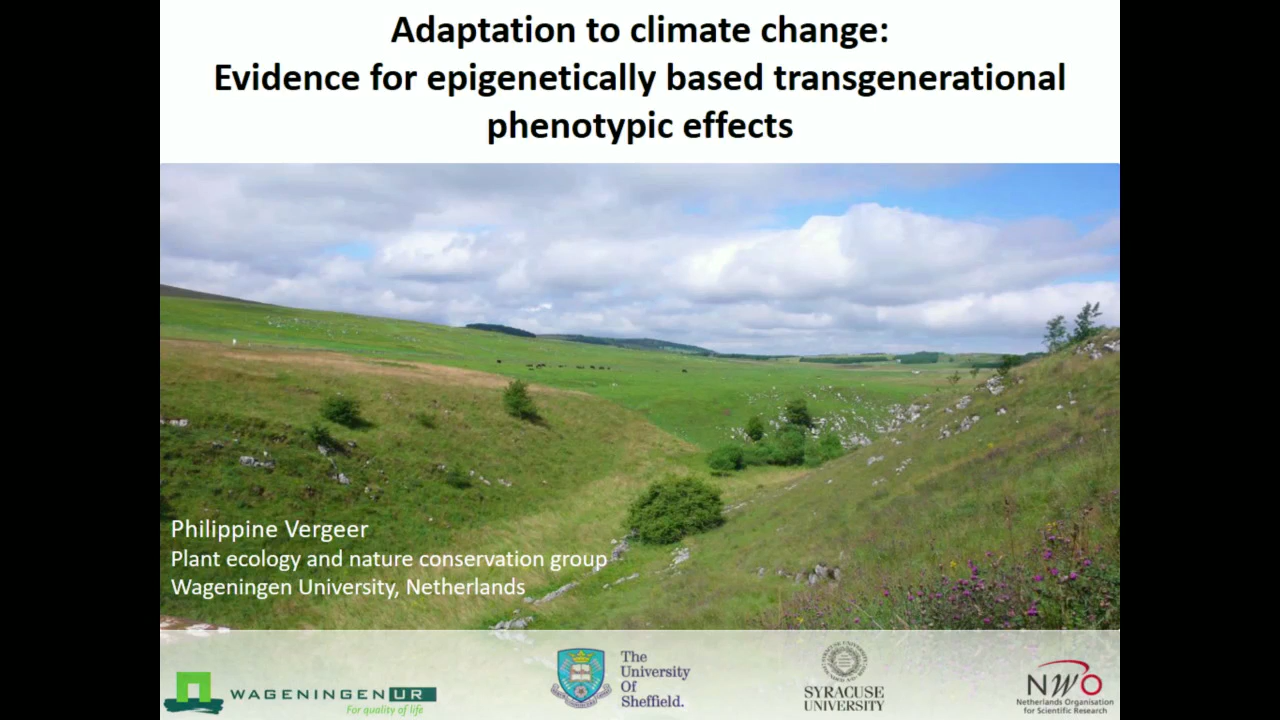 Adaptation to climate change:
Evidence for epigenetically based transgenerational
phenotypic effects
Philippine Vergeer
Plant ecology and nature conservation group
Wageningen University, Netherlands
WAGENINGEN UR
For quality of life
The
University
Of
Sheffield.
SYRACUSE
UNIVERSITY
NWO
Netherlands Organisation
for Scientific Research